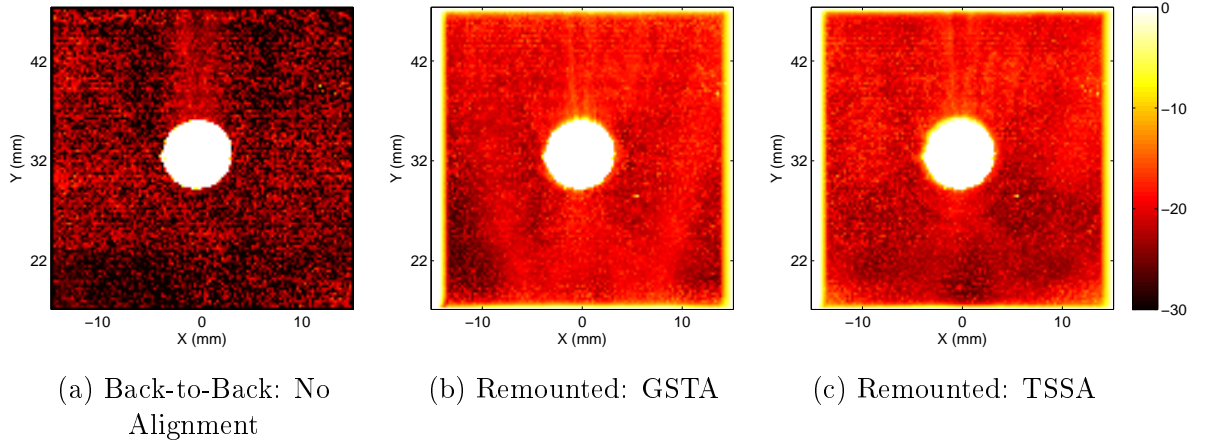 42
32
22
Y (mm)
−10
0
10
X (mm)
42
32
22
Y (mm)
−10
0
10
X (mm)
42
32
22
Y (mm)
−10
0
10
X (mm)
0
−10
−20
−30
(a) Back-to-Back: No
Alignment
(b) Remounted: GSTA
(c) Remounted: TSSA